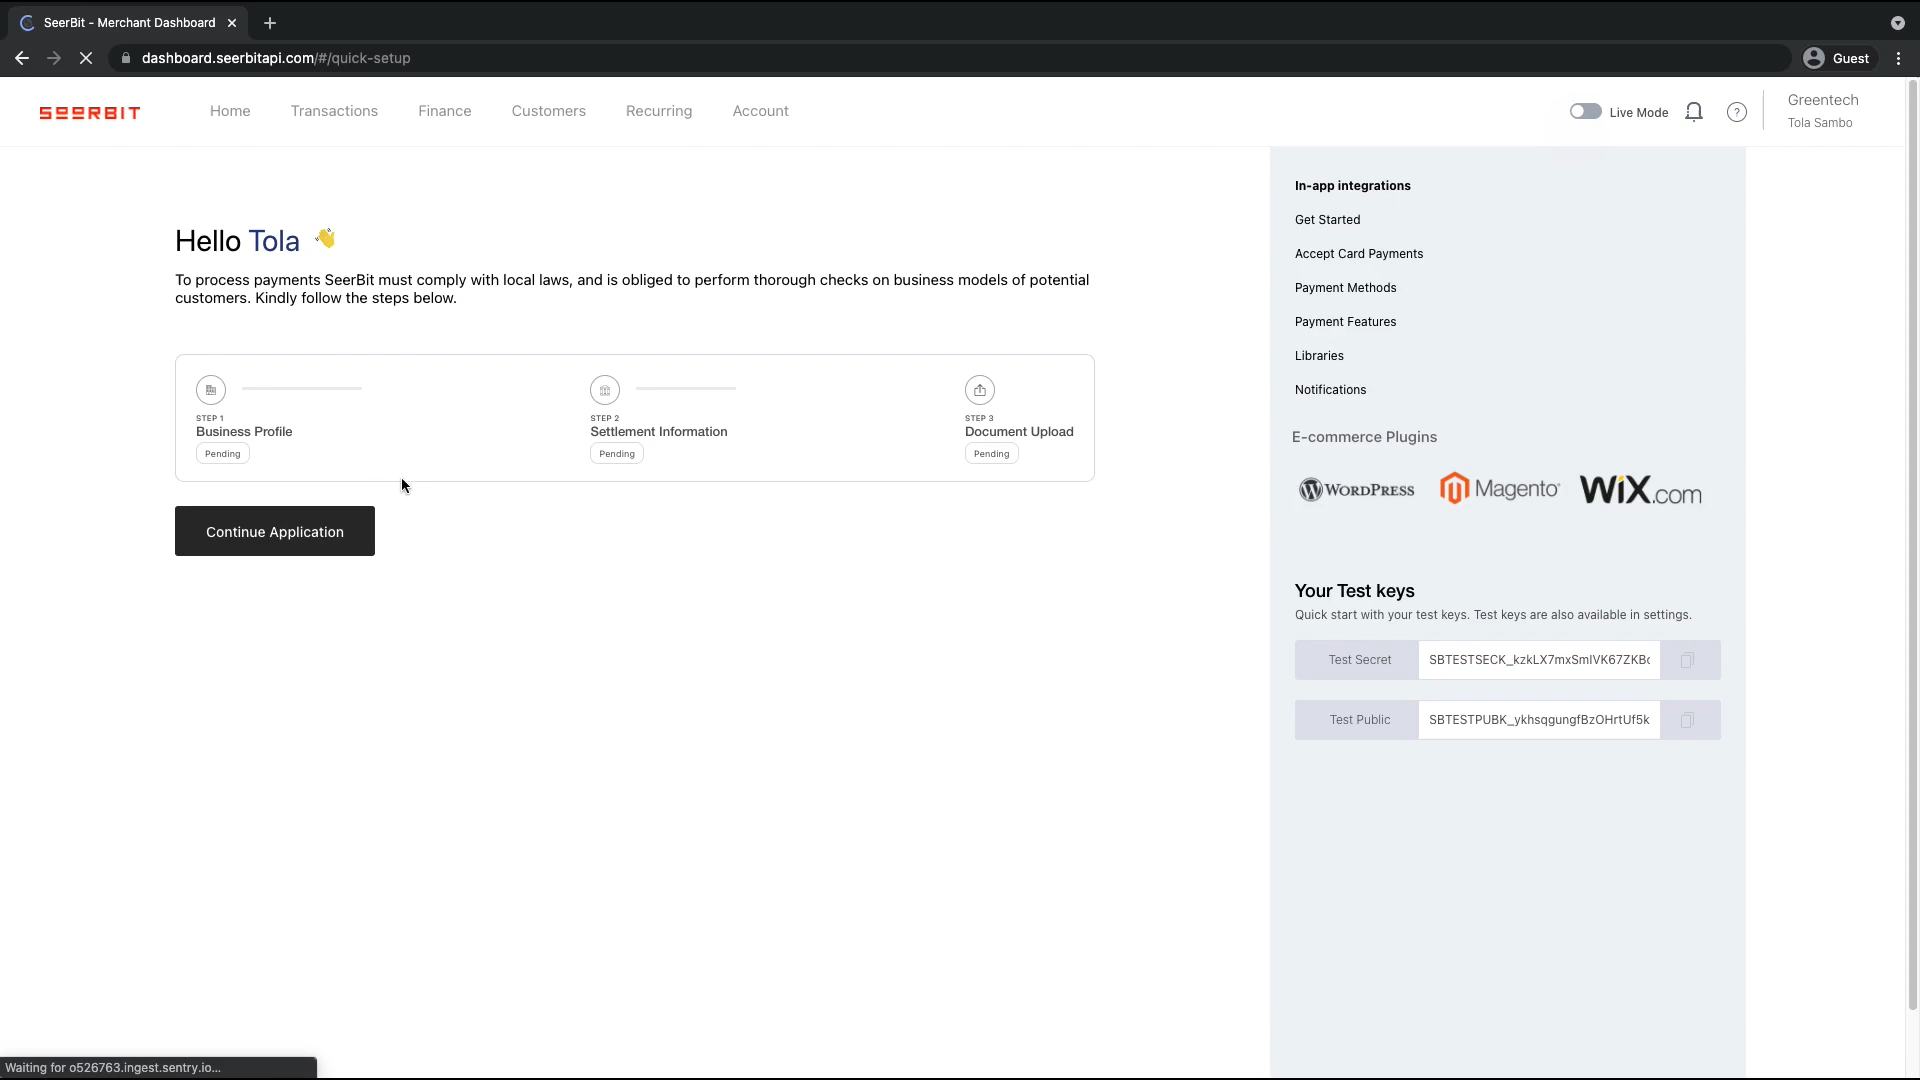 SeerBit - Merchant Dashboard
dashboard.seerbitapi.com/#/quick-setup
Guest
SEERBIT
Home
Transactions
Finance
Customers
Recurring
Account
Live Mode
?
Greentech
Tola Sambo
Hello Tola 👋
To process payments SeerBit must comply with local laws, and is obliged to perform thorough checks on business models of potential
customers. Kindly follow the steps below.
STEP 1
Business Profile
Pending
STEP 2
Settlement Information
Pending
STEP 3
Document Upload
Pending
Continue Application
In-app integrations
Get Started
Accept Card Payments
Payment Methods
Payment Features
Libraries
Notifications
E-commerce Plugins
WORDPRESS
Magento
WIX.com
Your Test keys
Quick start with your test keys. Test keys are also available in settings.
Test Secret
SBTESTSECK_kzkLX7mxSmIVK67ZKB
Test Public
SBTESTPUBK_ykhsqgungfBzOHrtUf5k
Waiting for o526763.ingest.sentry.io...